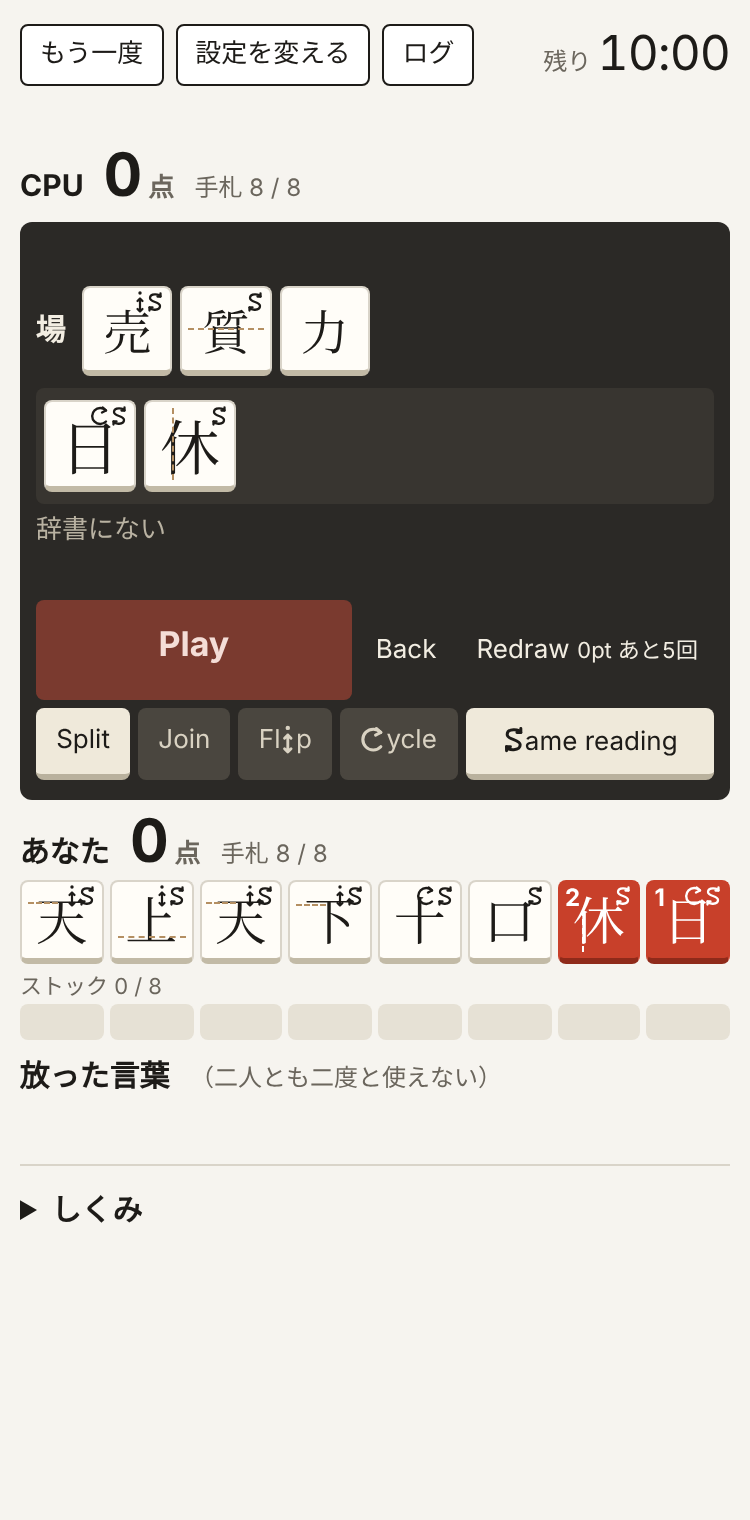 もう一度 設定を変える ログ 残り 10:00
CPU 0点 手札 8 / 8
場 売 質 力
日 休
辞書にない
Play Back Redraw 0pt あと5回
Split Join Flip Cycle Same reading
あなた 0点 手札 8 / 8
天 上 天 下 十 口 2 休 1 日
ストック 0 / 8
放った言葉 （二人とも二度と使えない）
▶ しくみ